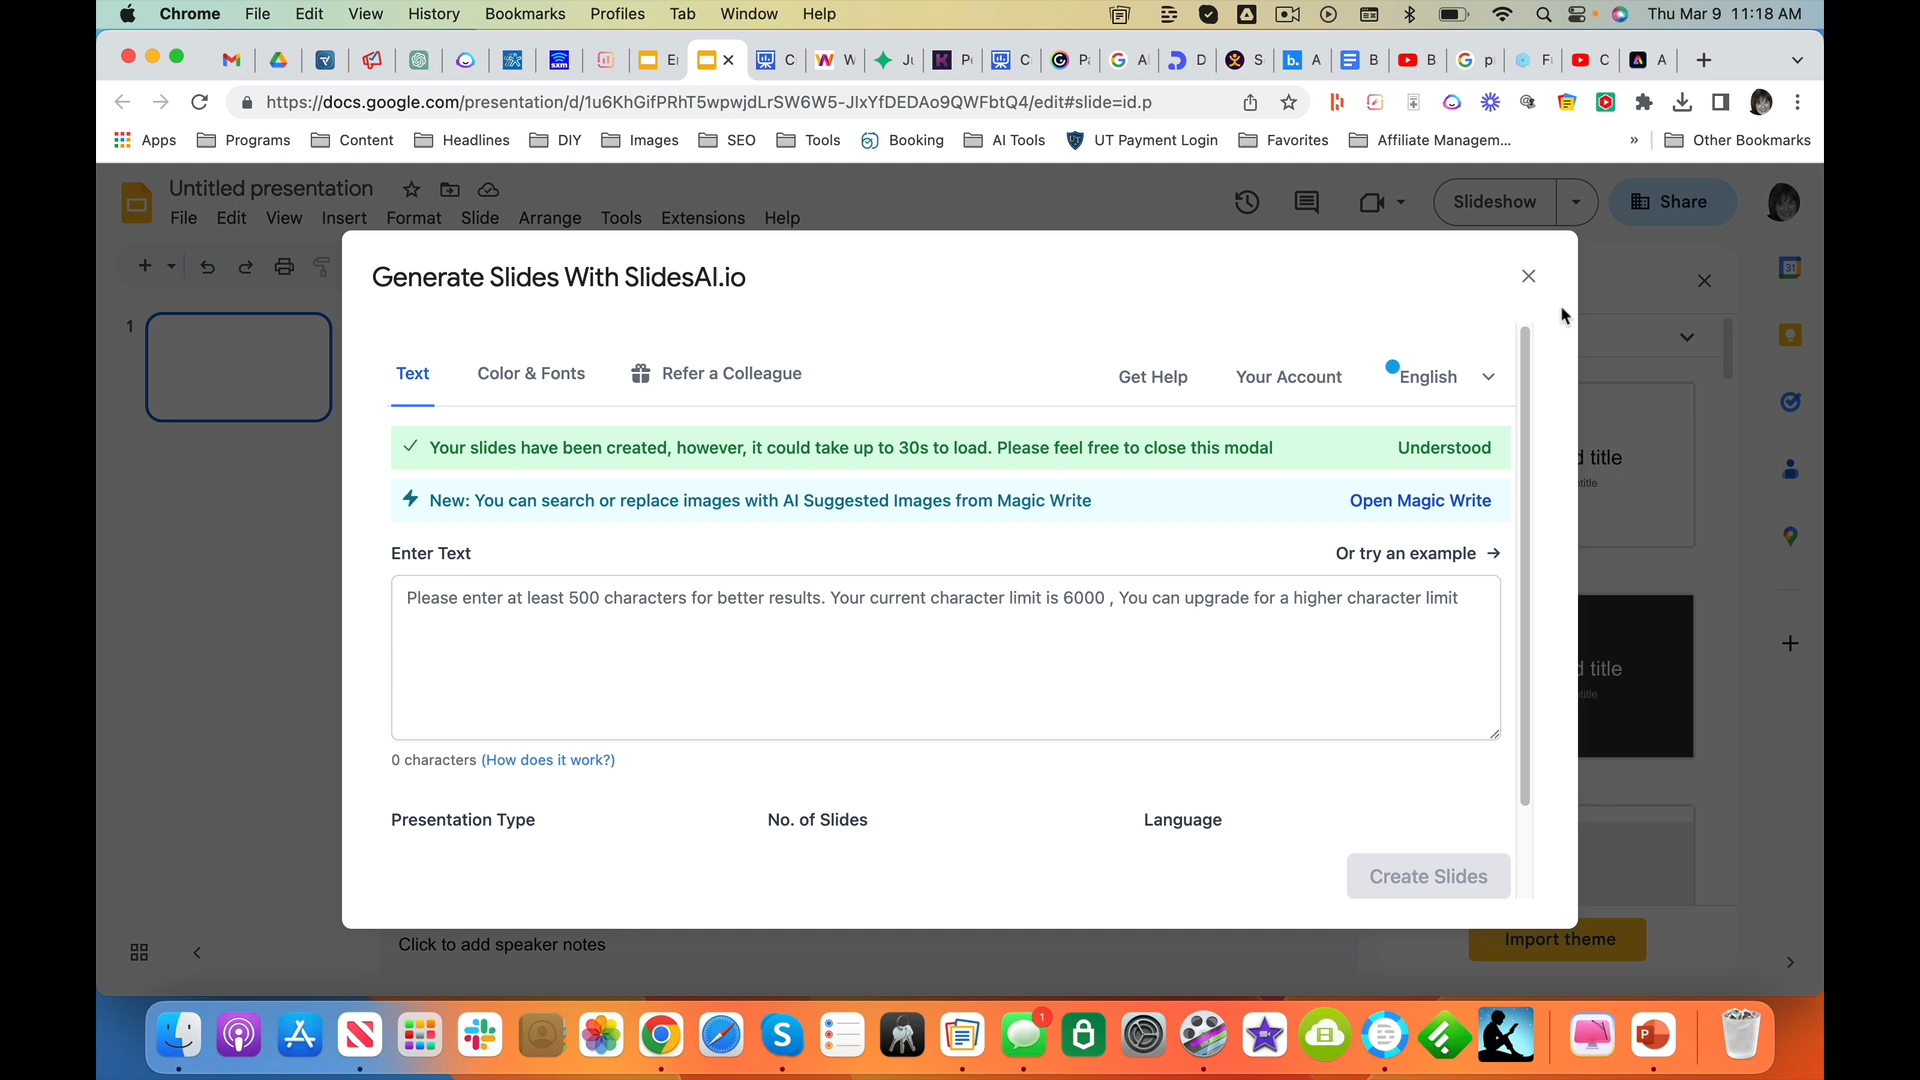 Chrome File Edit View History Bookmarks Profiles Tab Window Help Thu Mar 9 11:18 AM
https://docs.google.com/presentation/d/1u6KhGifPRhT5wpwjdLrSW6W5-JIxYfDEDAo9QWFbtQ4/edit#slide=id.p
Apps Programs Content Headlines DIY Images SEO Tools Booking AI Tools UT Payment Login Favorites Affiliate Managem... » Other Bookmarks
Untitled presentation
File Edit View Insert Format Slide Arrange Tools Extensions Help
Slideshow
Share
Generate Slides With SlidesAI.io
1
Text Color & Fonts Refer a Colleague Get Help Your Account English
Your slides have been created, however, it could take up to 30s to load. Please feel free to close this modal Understood
New: You can search or replace images with AI Suggested Images from Magic Write Open Magic Write
Enter Text Or try an example →
Please enter at least 500 characters for better results. Your current character limit is 6000 , You can upgrade for a higher character limit
title
title
0 characters (How does it work?)
Presentation Type No. of Slides Language
Create Slides
Click to add speaker notes
Import theme